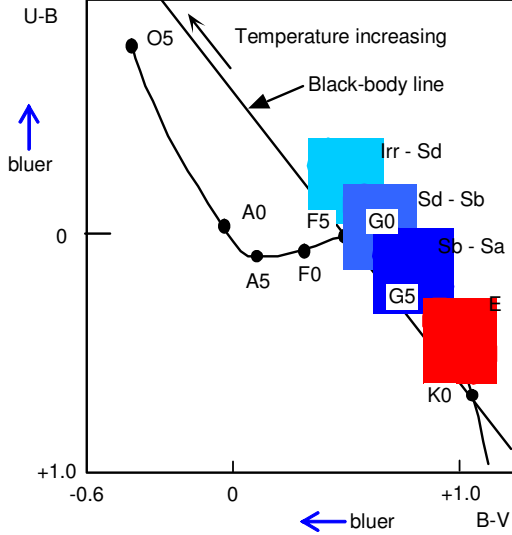 U-B
O5
Temperature increasing
Black-body line
bluer
Irr - Sd
Sd - Sb
A0
F5
G0
0
Sb - Sa
A5
F0
G5
E
K0
+1.0
-0.6
0
+1.0
bluer
B-V